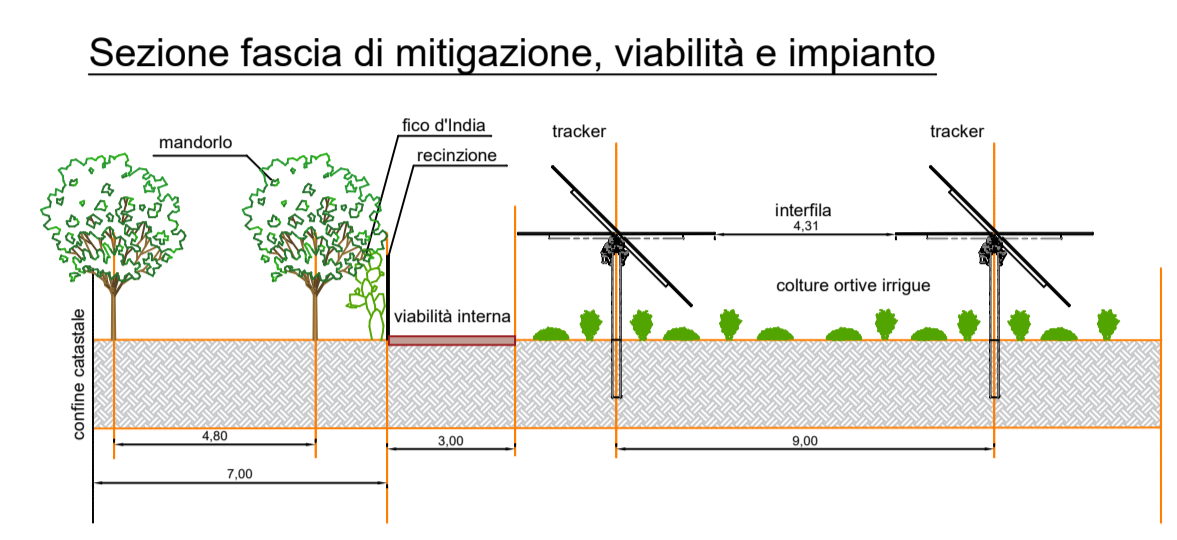 Sezione fascia di mitigazione, viabilità e impianto
fico d'India
tracker
tracker
mandorlo
recinzione
interfila
4,31
colture ortive irrigue
viabilità interna
confine catastale
4,80
3,00
9,00
7,00